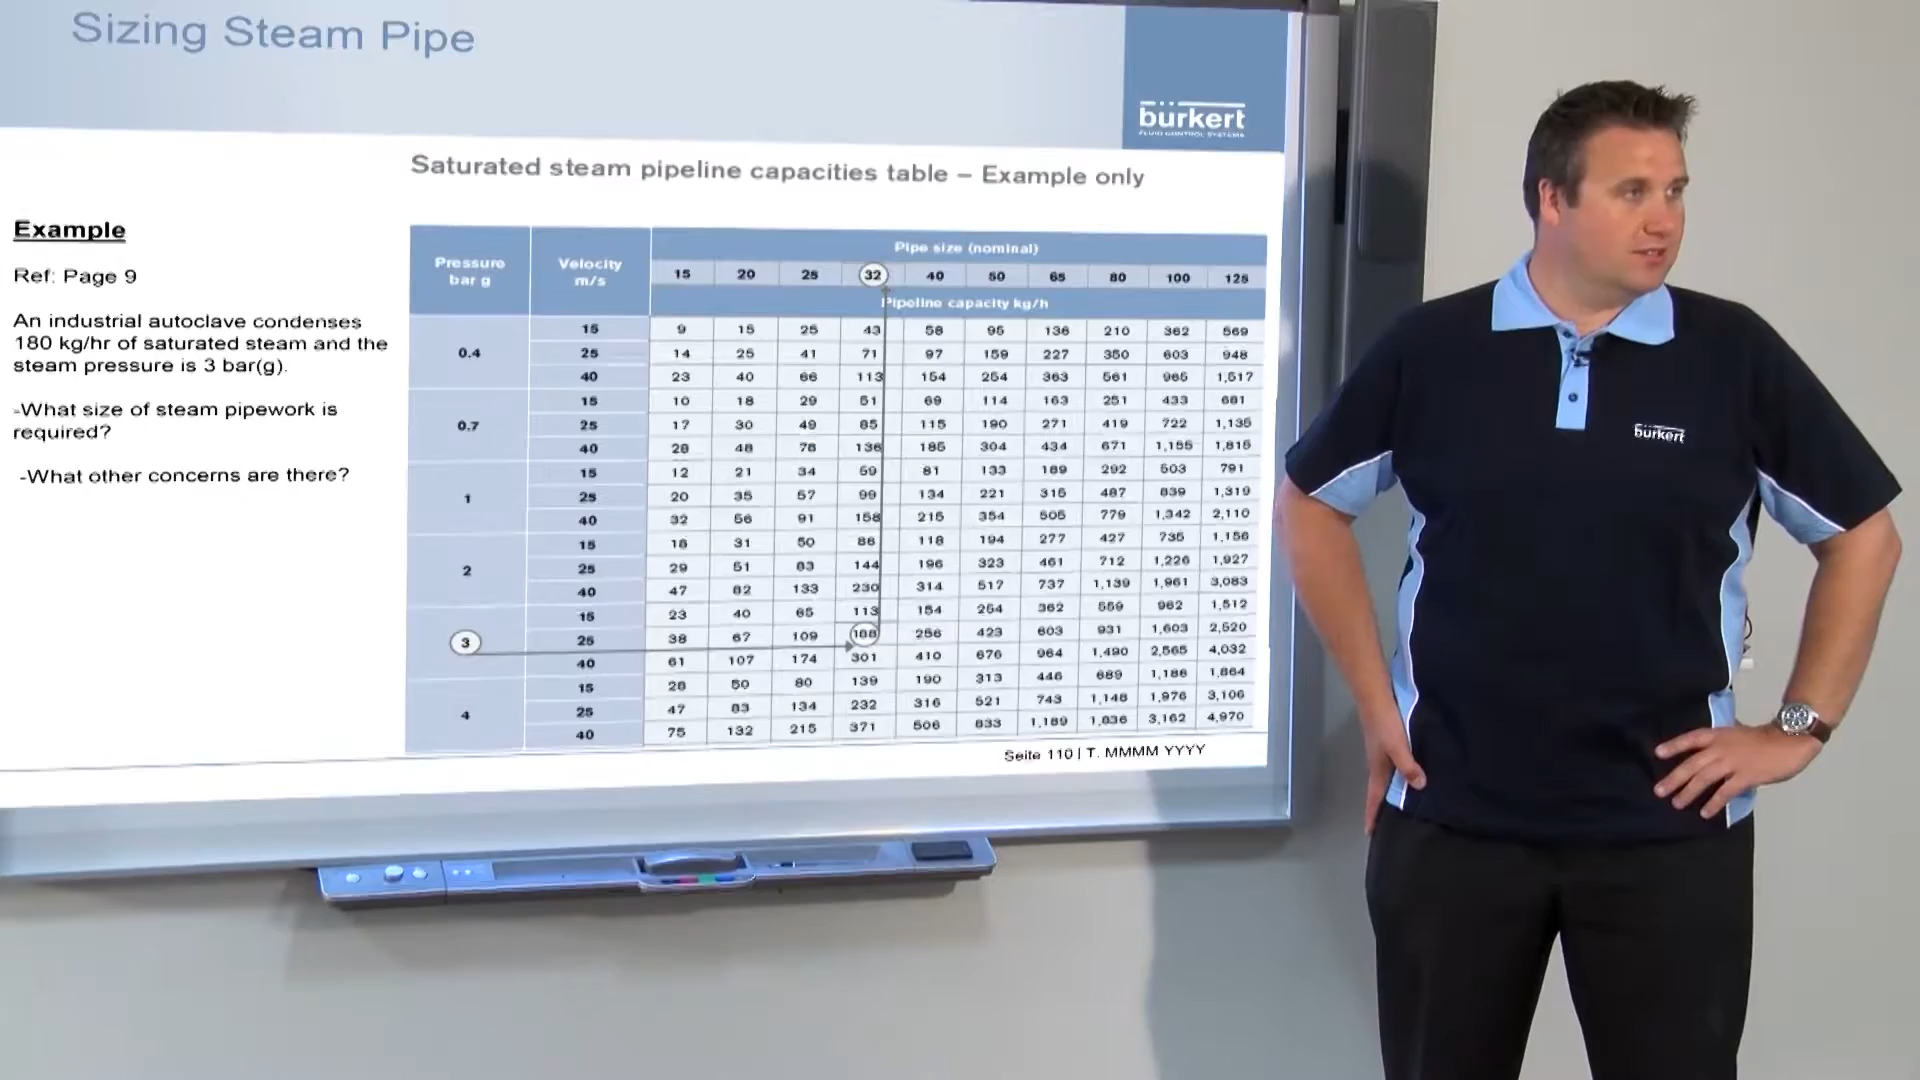 Sizing Steam Pipe
burkert
FLUID CONTROL SYSTEMS
Saturated steam pipeline capacities table – Example only
Example
Ref: Page 9
An industrial autoclave condenses
180 kg/hr of saturated steam and the
steam pressure is 3 bar(g).
-What size of steam pipework is
required?
-What other concerns are there?
Pressure bar g Velocity m/s Pipe size (nominal)
15 20 25 32 40 50 65 80 100 125
Pipeline capacity kg/h
0.4 15 9 15 25 43 58 95 136 210 362 569
25 14 25 41 71 97 159 227 350 603 948
40 23 40 66 113 154 254 363 561 965 1,517
0.7 15 10 18 29 51 69 114 163 251 433 681
25 17 30 49 85 115 190 271 419 722 1,135
40 28 48 78 136 185 304 434 671 1,155 1,815
1 15 12 21 34 59 81 133 189 292 503 791
25 20 35 57 99 134 221 315 487 839 1,319
40 32 56 91 158 215 354 505 779 1,342 2,110
2 15 18 31 50 86 118 194 277 427 735 1,156
25 29 51 83 144 196 323 461 712 1,226 1,927
40 47 82 133 230 314 517 737 1,139 1,961 3,083
3 15 23 40 65 113 154 254 362 559 962 1,512
25 38 67 109 188 256 423 603 931 1,603 2,520
40 61 107 174 301 410 676 964 1,490 2,565 4,032
4 15 28 50 80 139 190 313 446 689 1,186 1,864
25 47 83 134 232 316 521 743 1,148 1,976 3,106
40 75 132 215 371 506 833 1,189 1,836 3,162 4,970
Seite 110 | T. MMMM YYYY
burkert